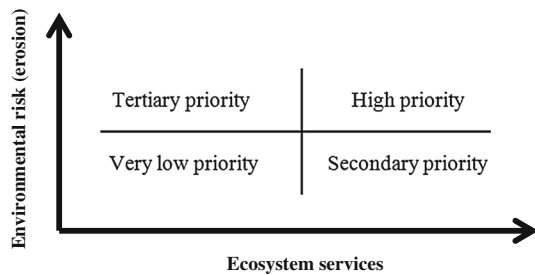 Environmental risk (erosion)
Tertiary priority
High priority
Very low priority
Secondary priority
Ecosystem services